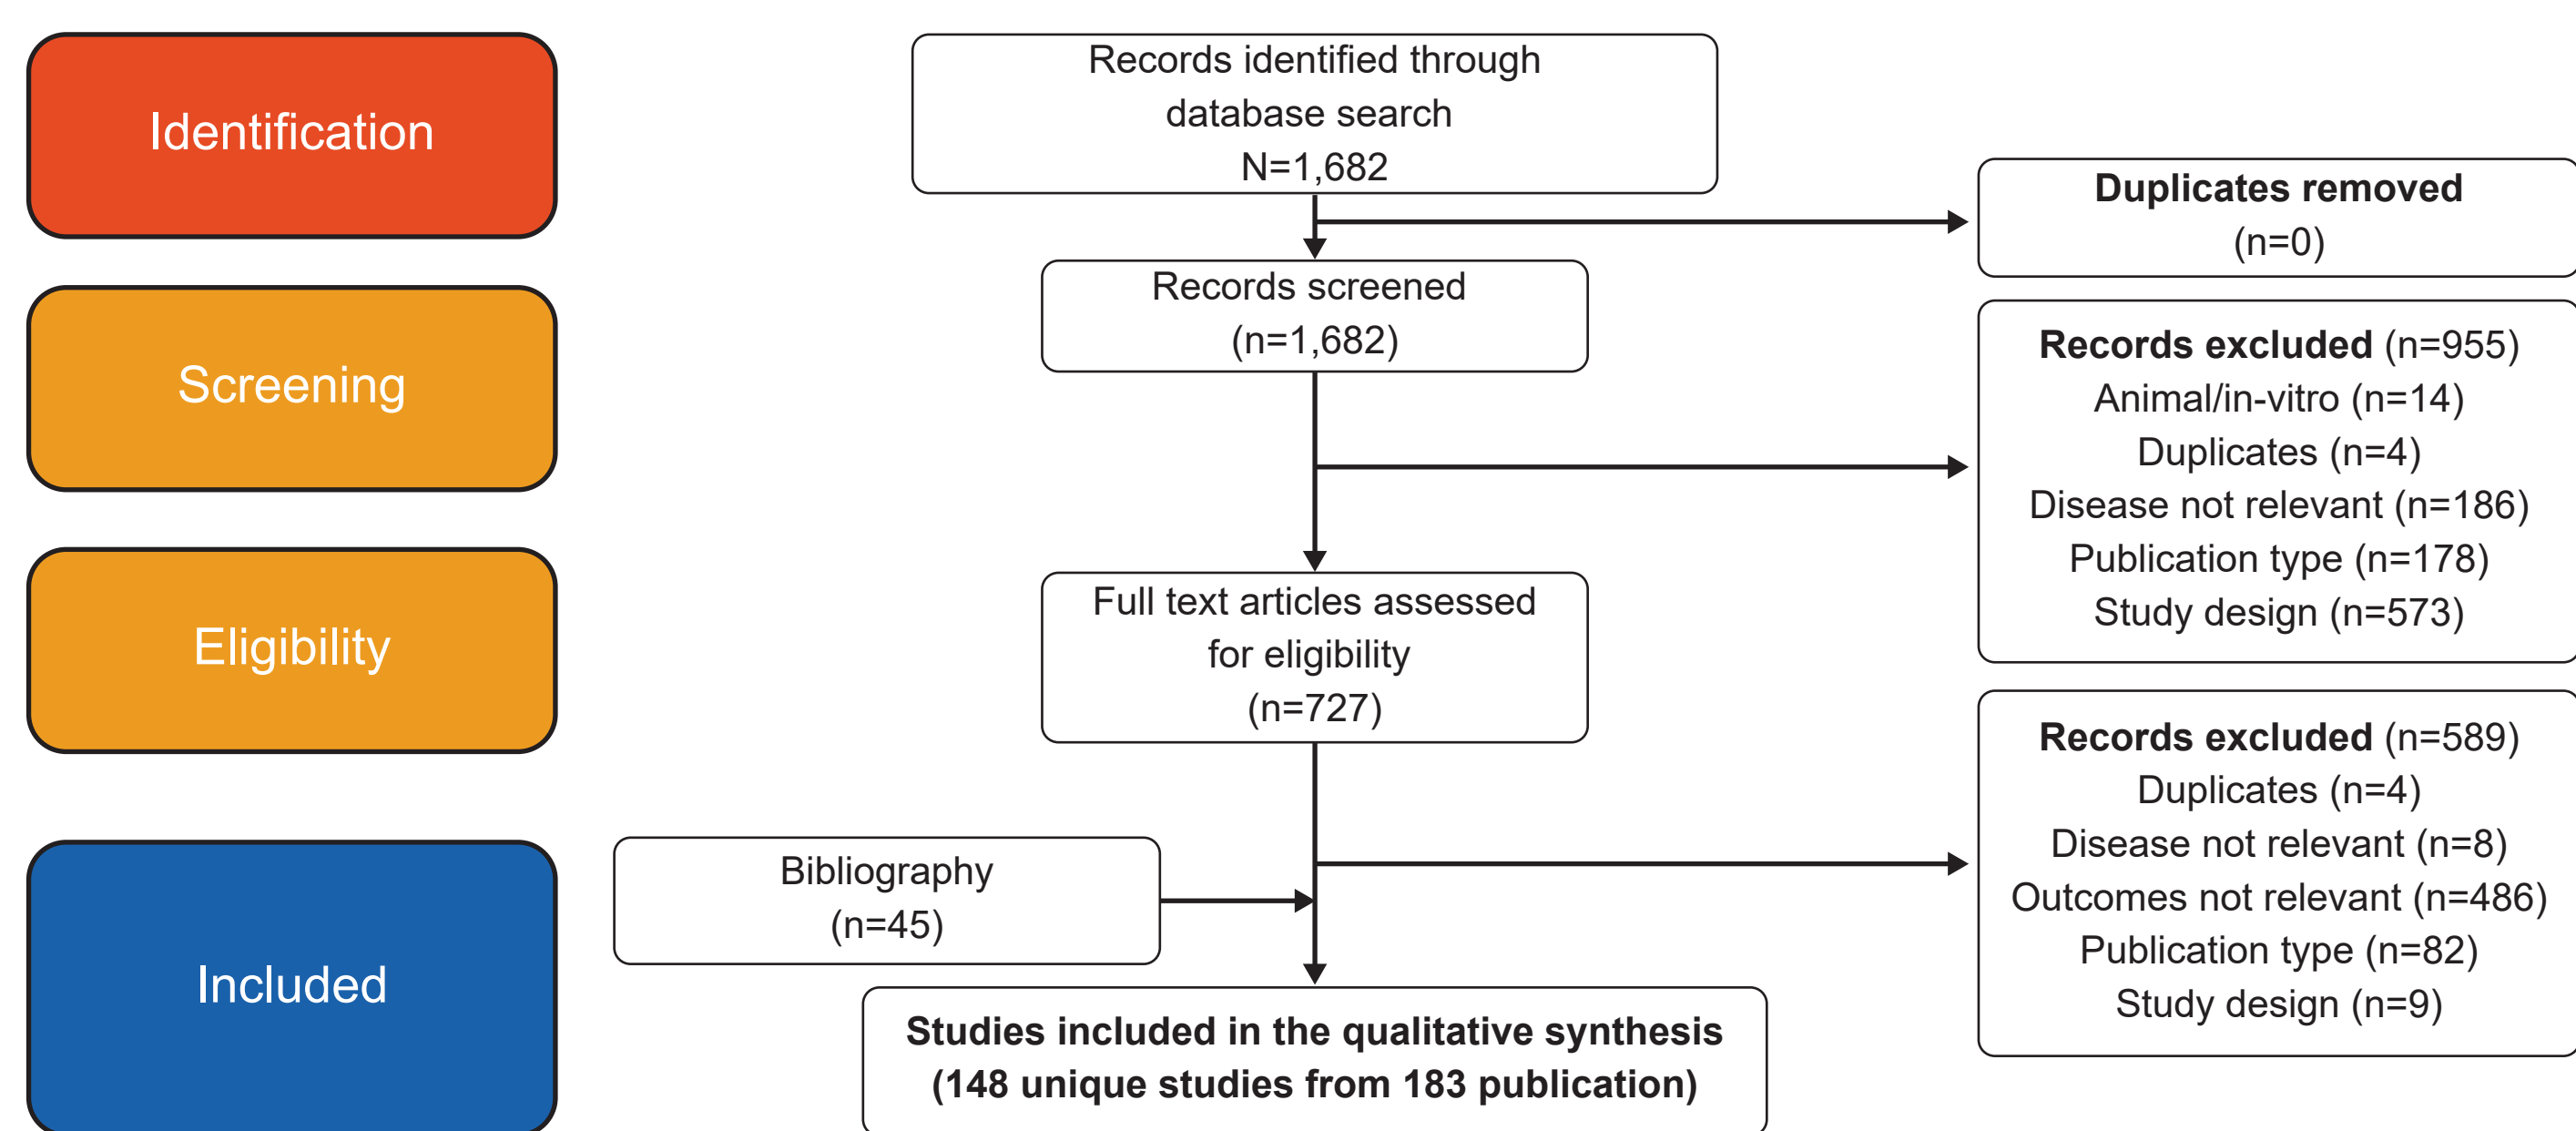 Identification
Records identified through
database search
N=1,682
Duplicates removed
(n=0)
Screening
Records screened
(n=1,682)
Records excluded (n=955)
Animal/in-vitro (n=14)
Duplicates (n=4)
Disease not relevant (n=186)
Publication type (n=178)
Study design (n=573)
Eligibility
Full text articles assessed
for eligibility
(n=727)
Records excluded (n=589)
Duplicates (n=4)
Disease not relevant (n=8)
Outcomes not relevant (n=486)
Publication type (n=82)
Study design (n=9)
Bibliography
(n=45)
Included
Studies included in the qualitative synthesis
(148 unique studies from 183 publication)